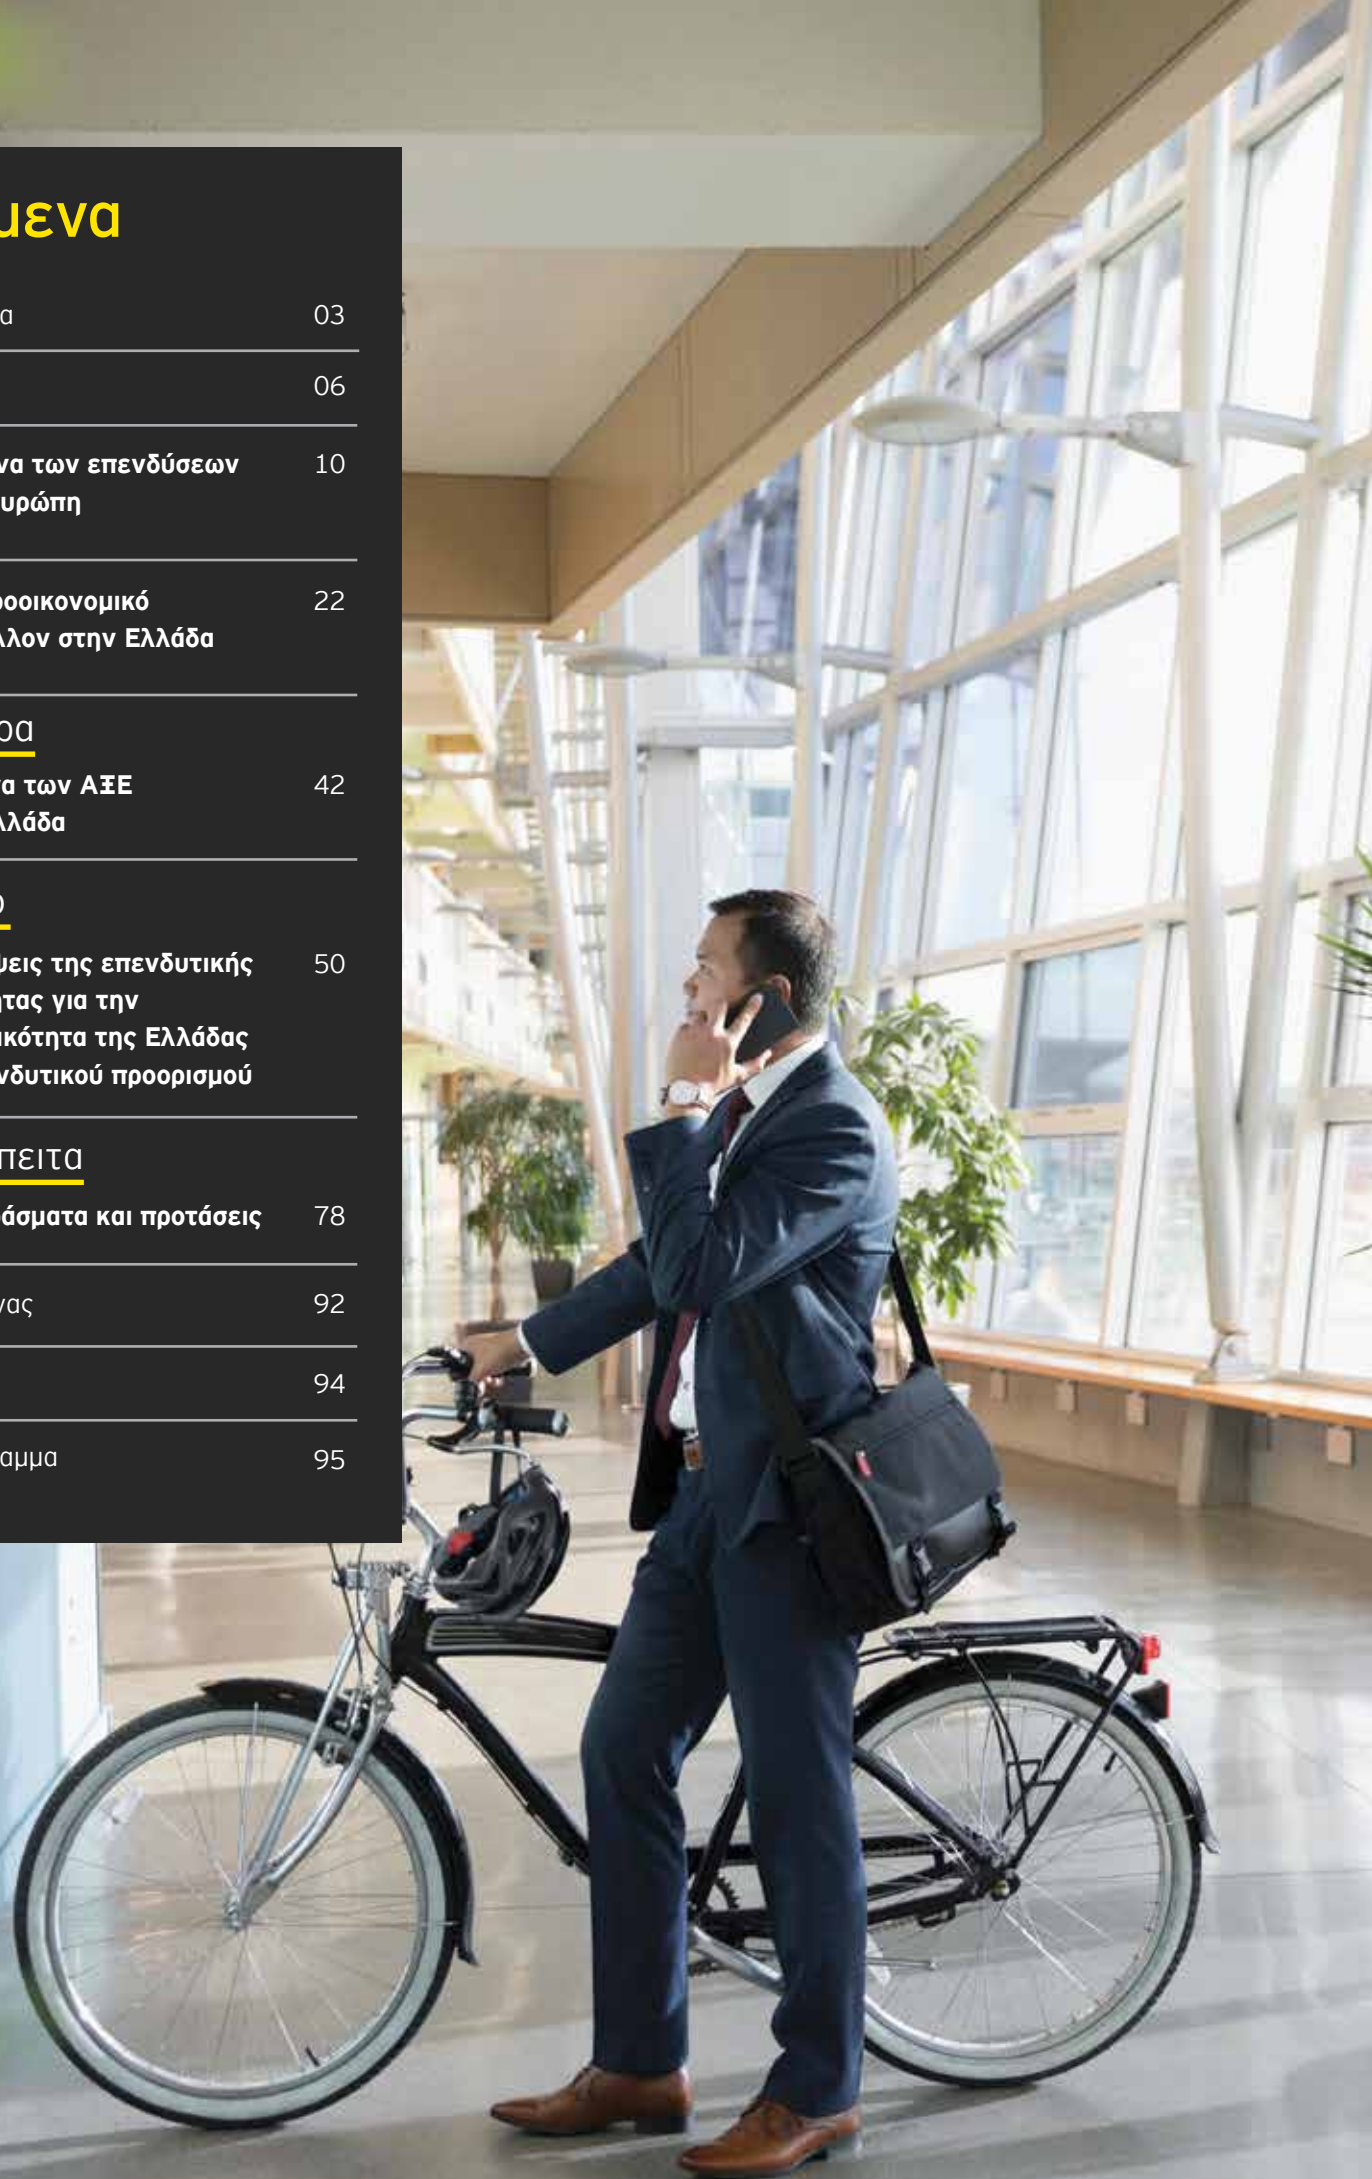 μενα
α 03
06
να των επενδύσεων 10
υρώπη
ροοικονομικό 22
λλον στην Ελλάδα
ρα
α των ΑΞΕ 42
λλάδα
ο
ψεις της επενδυτικής 50
ητας για την
ικότητα της Ελλάδας
νδυτικού προορισμού
πειτα
άσματα και προτάσεις 78
νας 92
94
αμμα 95